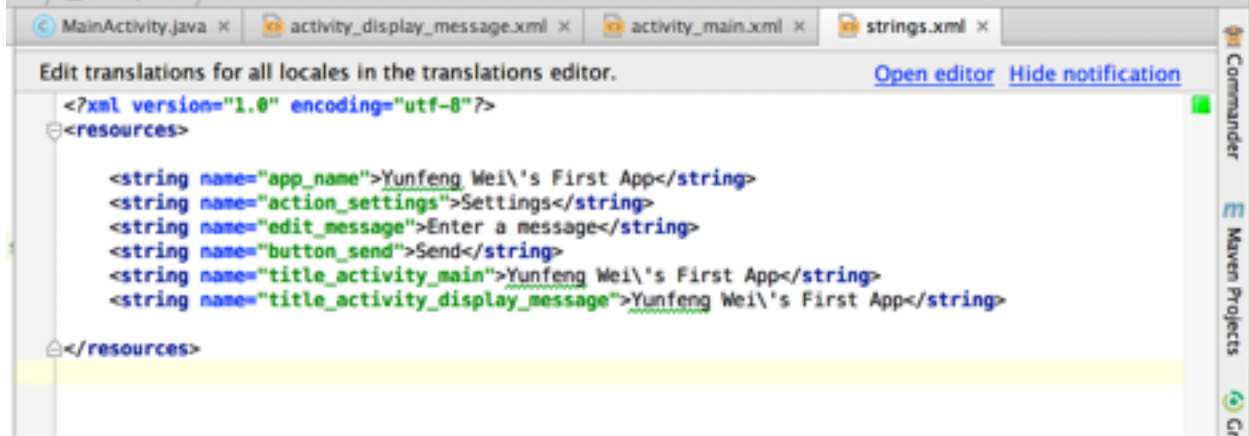 MainActivity.java
activity_display_message.xml
activity_main.xml
strings.xml
Edit translations for all locales in the translations editor.
Open editor
Hide notification
<?xml version="1.0" encoding="utf-8"?>
<resources>
<string name="app_name">Yunfeng Wei\'s First App</string>
<string name="action_settings">Settings</string>
<string name="edit_message">Enter a message</string>
<string name="button_send">Send</string>
<string name="title_activity_main">Yunfeng Wei\'s First App</string>
<string name="title_activity_display_message">Yunfeng Wei\'s First App</string>
</resources>
Commander
Maven Projects